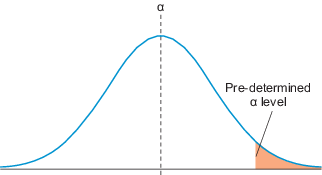 α
Pre-determined
α level